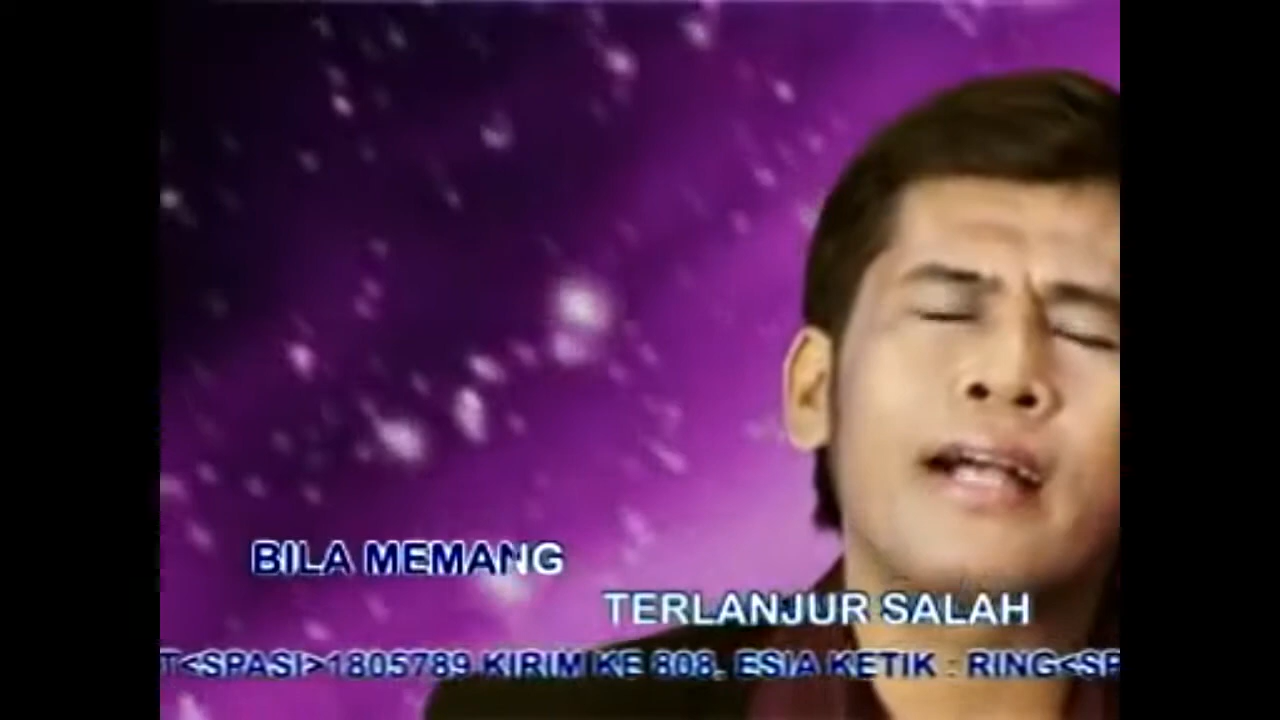 BILA MEMANG
TERLANJUR SALAH
T<SPASI>1805789 KIRIM KE 808, ESIA KETIK : RING<SP